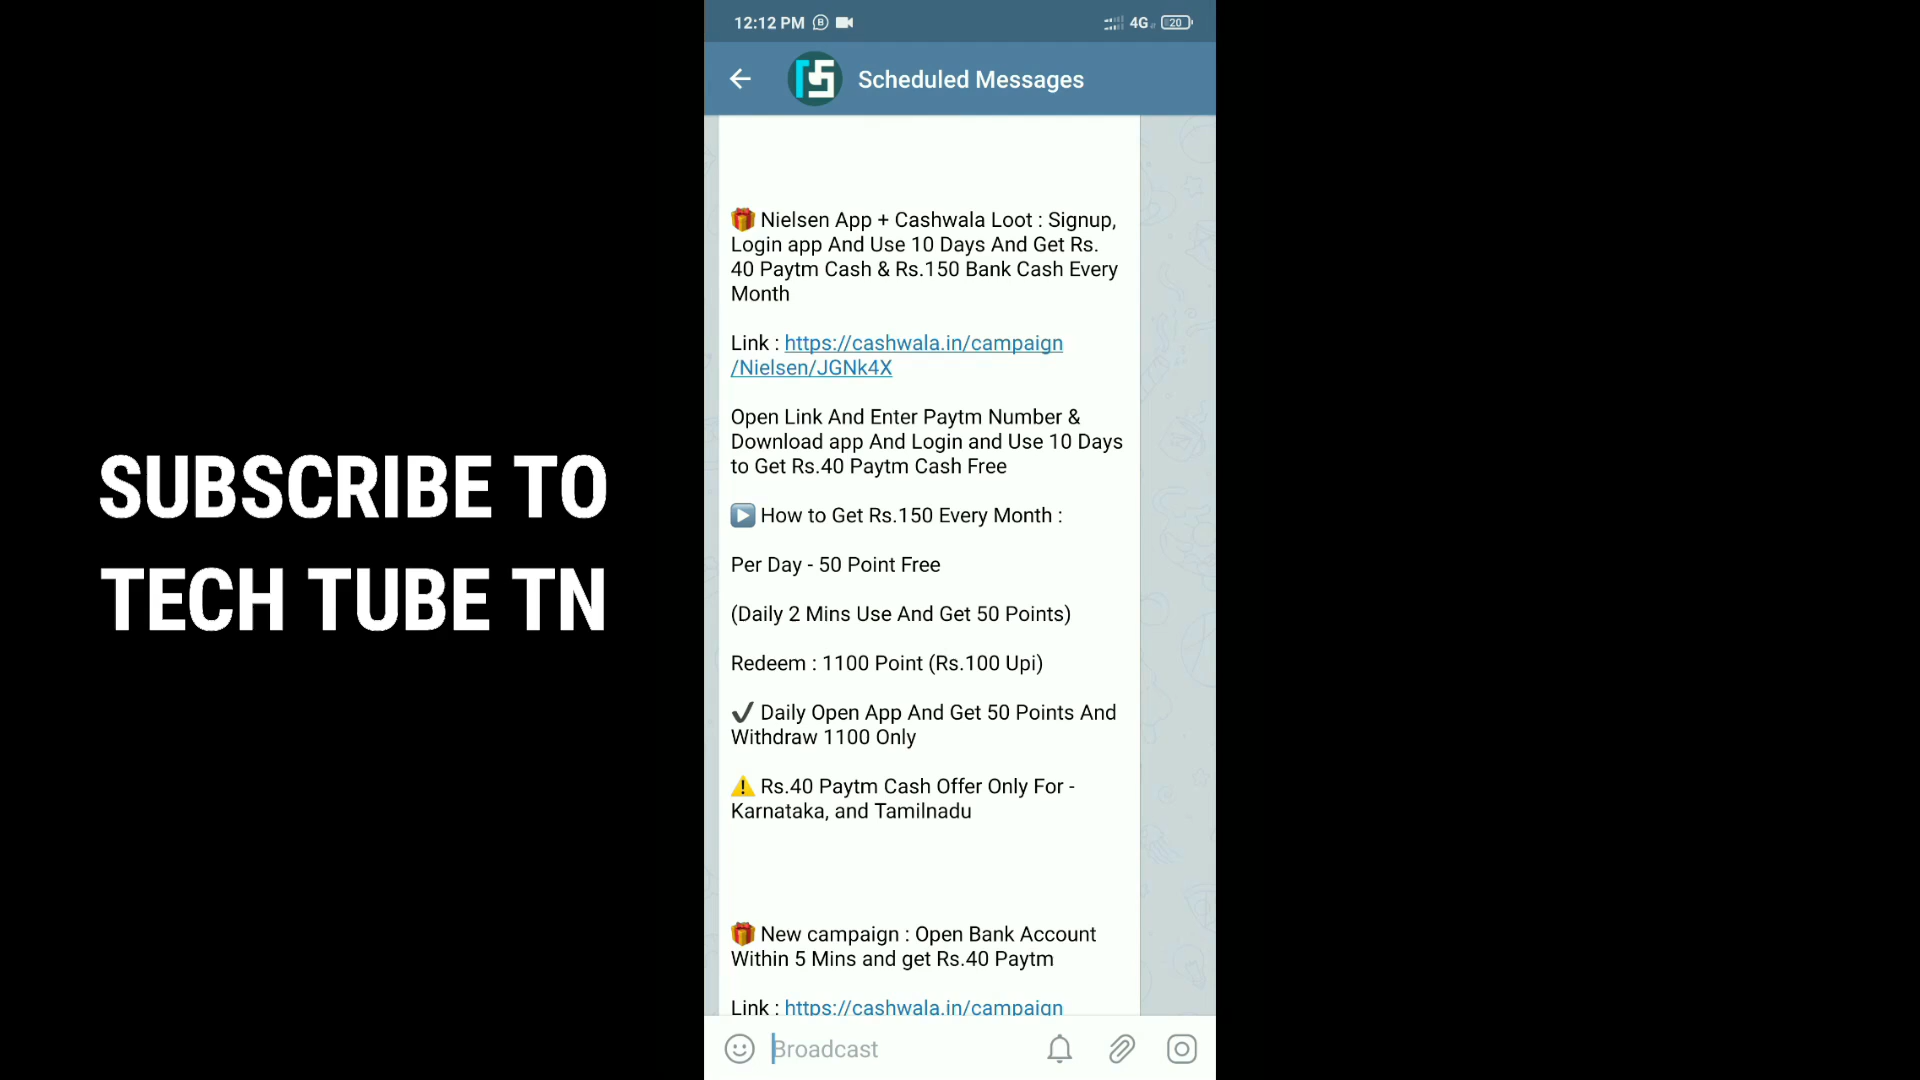 12:12 PM
4G
20
Scheduled Messages
SUBSCRIBE TO
TECH TUBE TN
🎁 Nielsen App + Cashwala Loot : Signup,
Login app And Use 10 Days And Get Rs.
40 Paytm Cash & Rs.150 Bank Cash Every
Month
Link : https://cashwala.in/campaign
/Nielsen/JGNk4X
Open Link And Enter Paytm Number &
Download app And Login and Use 10 Days
to Get Rs.40 Paytm Cash Free
▶️ How to Get Rs.150 Every Month :
Per Day - 50 Point Free
(Daily 2 Mins Use And Get 50 Points)
Redeem : 1100 Point (Rs.100 Upi)
✔️ Daily Open App And Get 50 Points And
Withdraw 1100 Only
⚠️ Rs.40 Paytm Cash Offer Only For -
Karnataka, and Tamilnadu
🎁 New campaign : Open Bank Account
Within 5 Mins and get Rs.40 Paytm
Link : https://cashwala.in/campaign
Broadcast